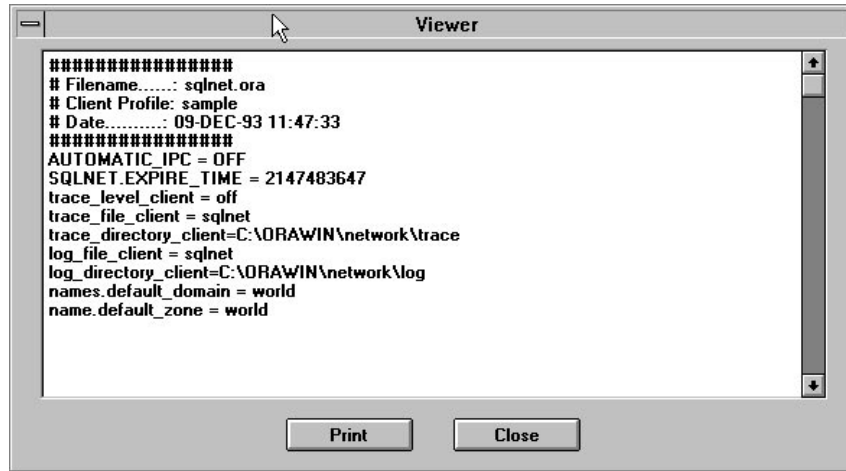 Viewer
################
# Filename......: sqlnet.ora
# Client Profile: sample
# Date..........: 09-DEC-93 11:47:33
################
AUTOMATIC_IPC = OFF
SQLNET.EXPIRE_TIME = 2147483647
trace_level_client = off
trace_file_client = sqlnet
trace_directory_client=C:\ORAWIN\network\trace
log_file_client = sqlnet
log_directory_client=C:\ORAWIN\network\log
names.default_domain = world
name.default_zone = world
Print Close